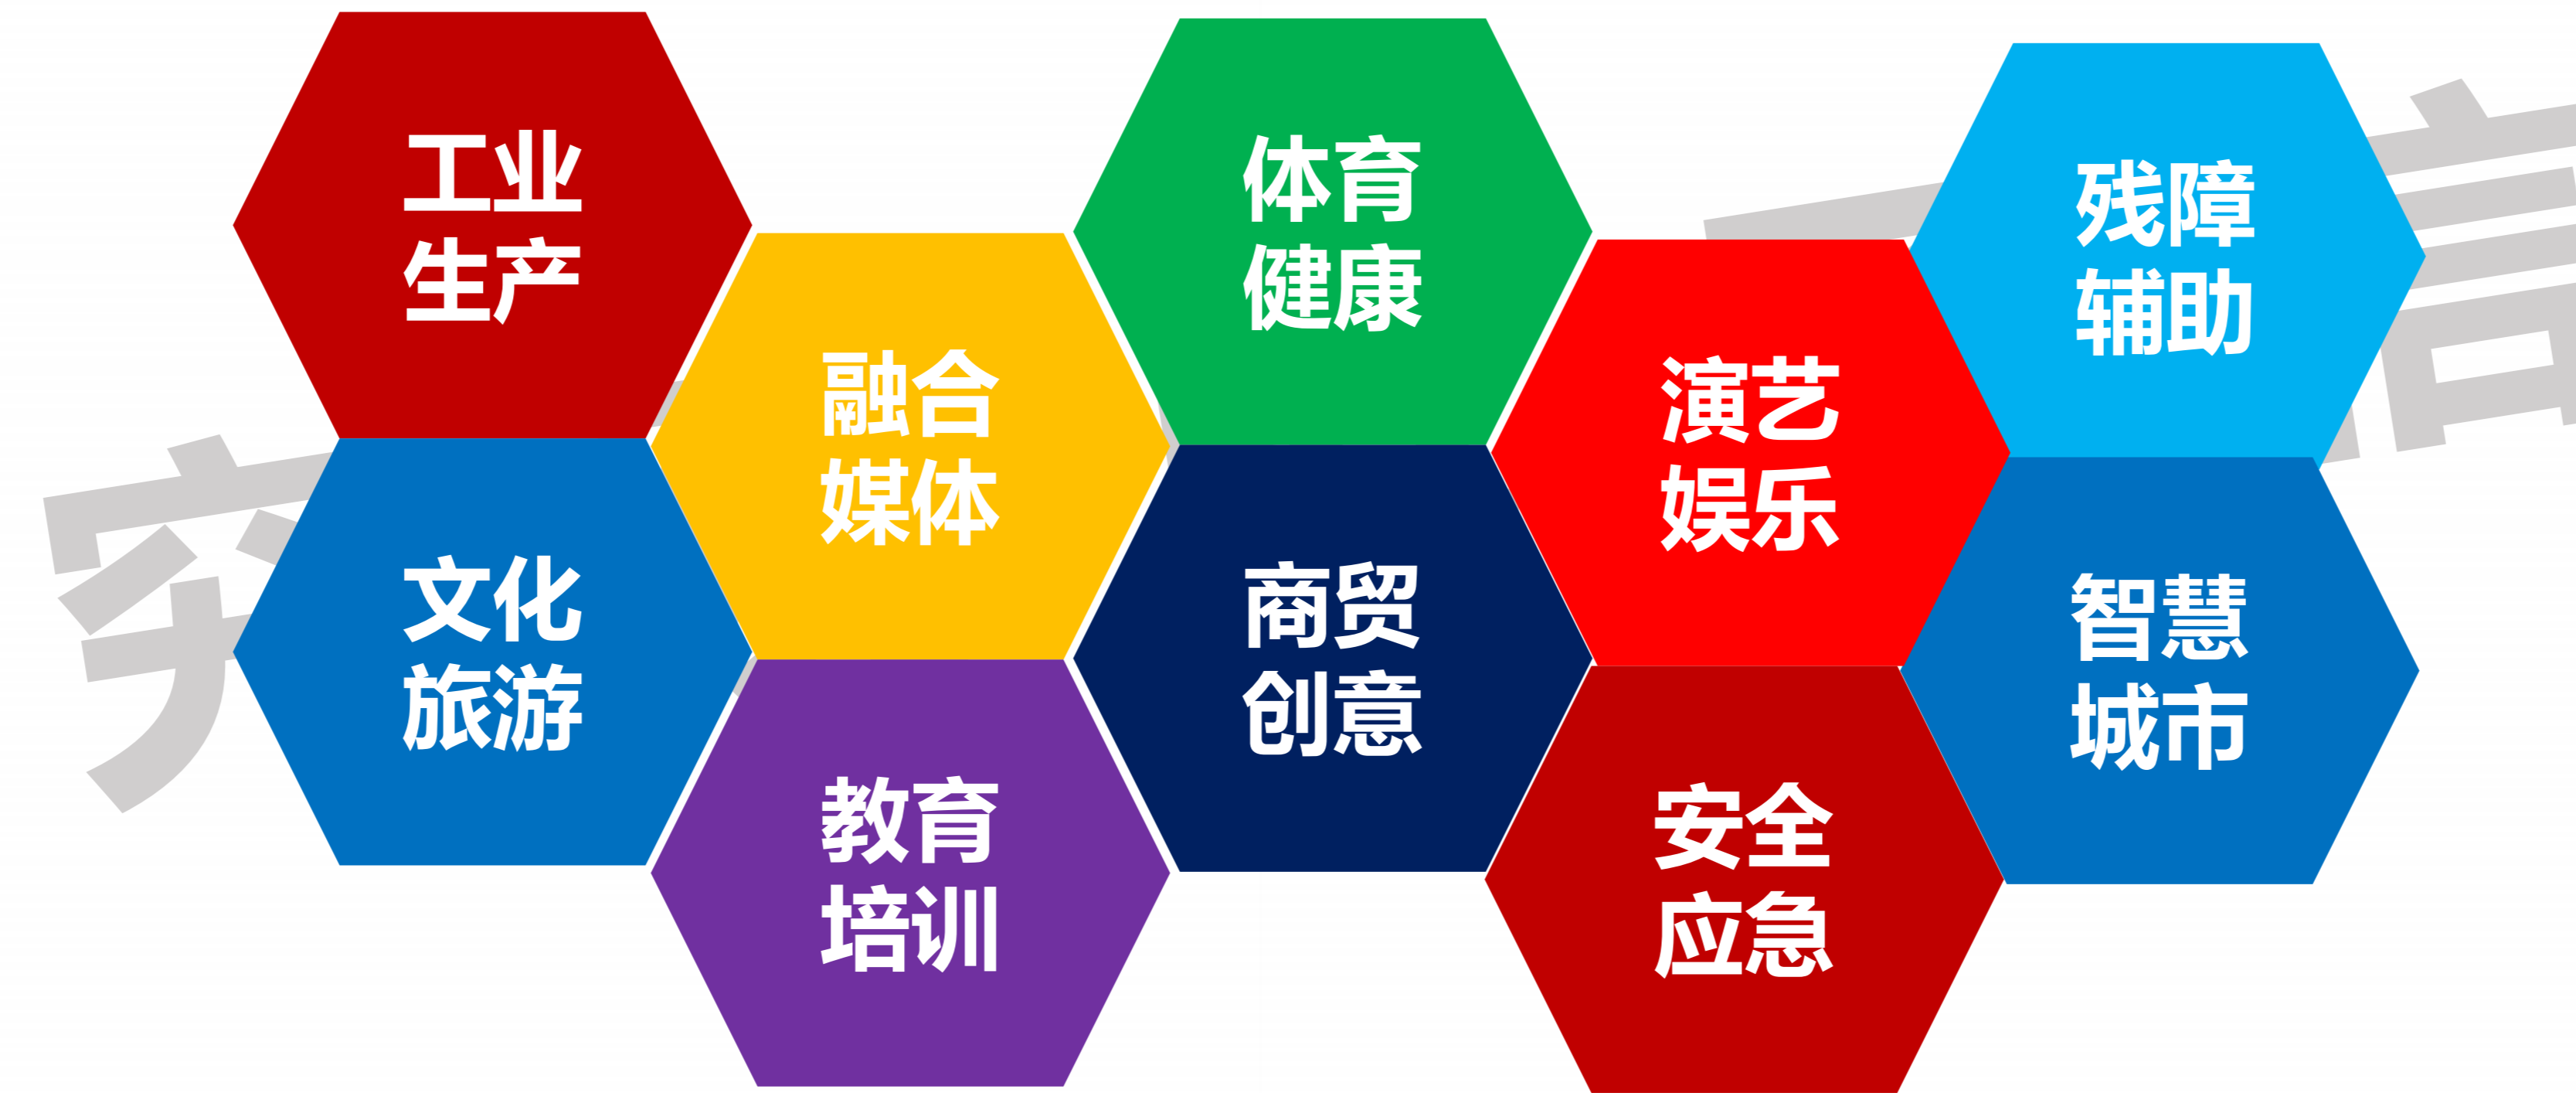 工业
生产
文化
旅游
融合
媒体
教育
培训
体育
健康
商贸
创意
演艺
娱乐
安全
应急
残障
辅助
智慧
城市